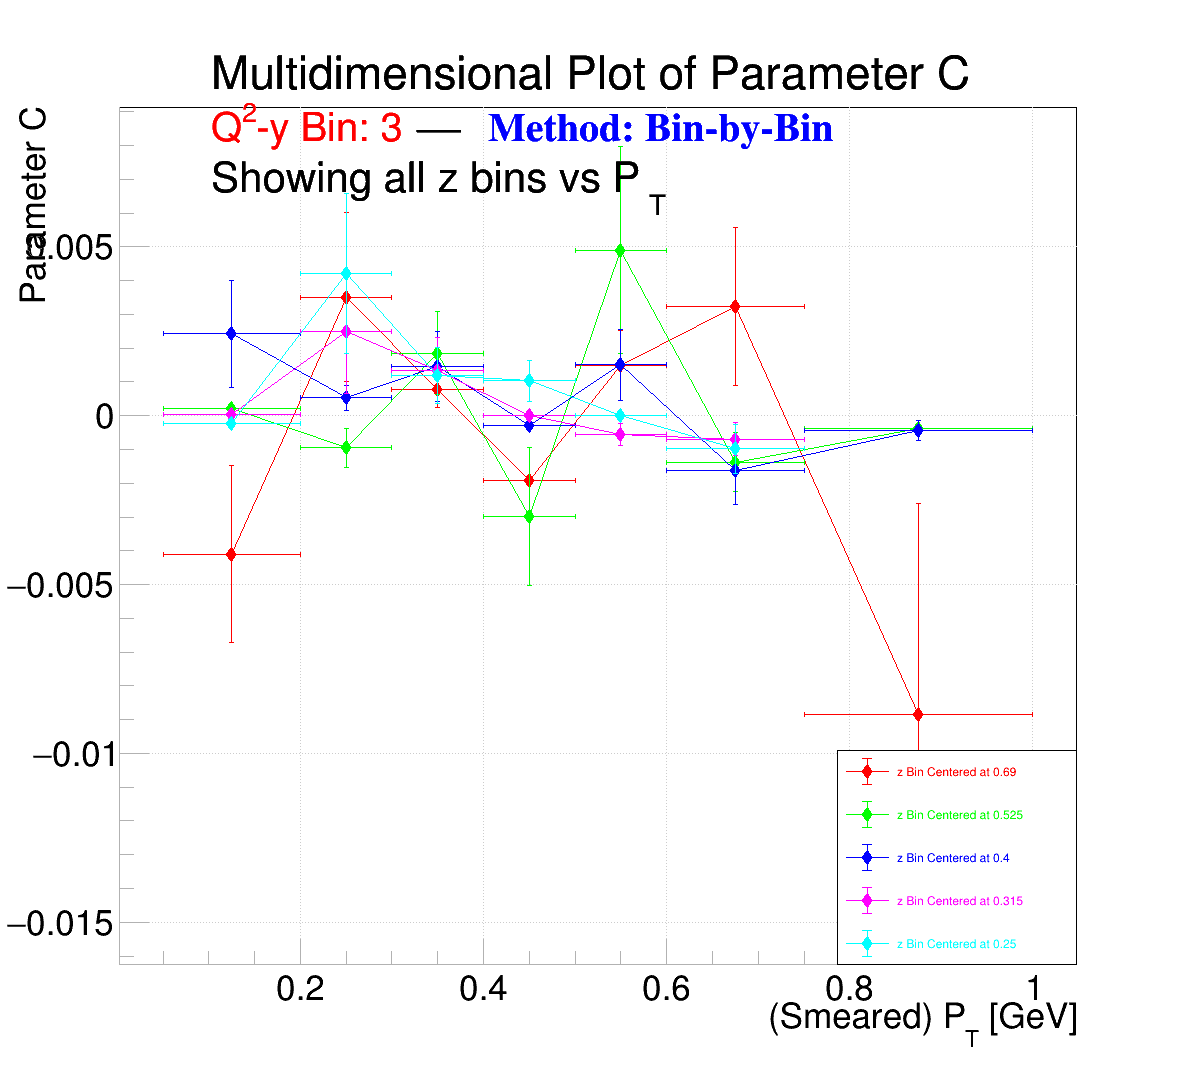 Multidimensional Plot of Parameter C
Q²-y Bin: 3 — Method: Bin-by-Bin
Showing all z bins vs P_T
Parameter C
0.005
0
−0.005
−0.01
−0.015
z Bin Centered at 0.69
z Bin Centered at 0.525
z Bin Centered at 0.4
z Bin Centered at 0.315
z Bin Centered at 0.25
0.2 0.4 0.6 0.8 1
(Smeared) P_T [GeV]